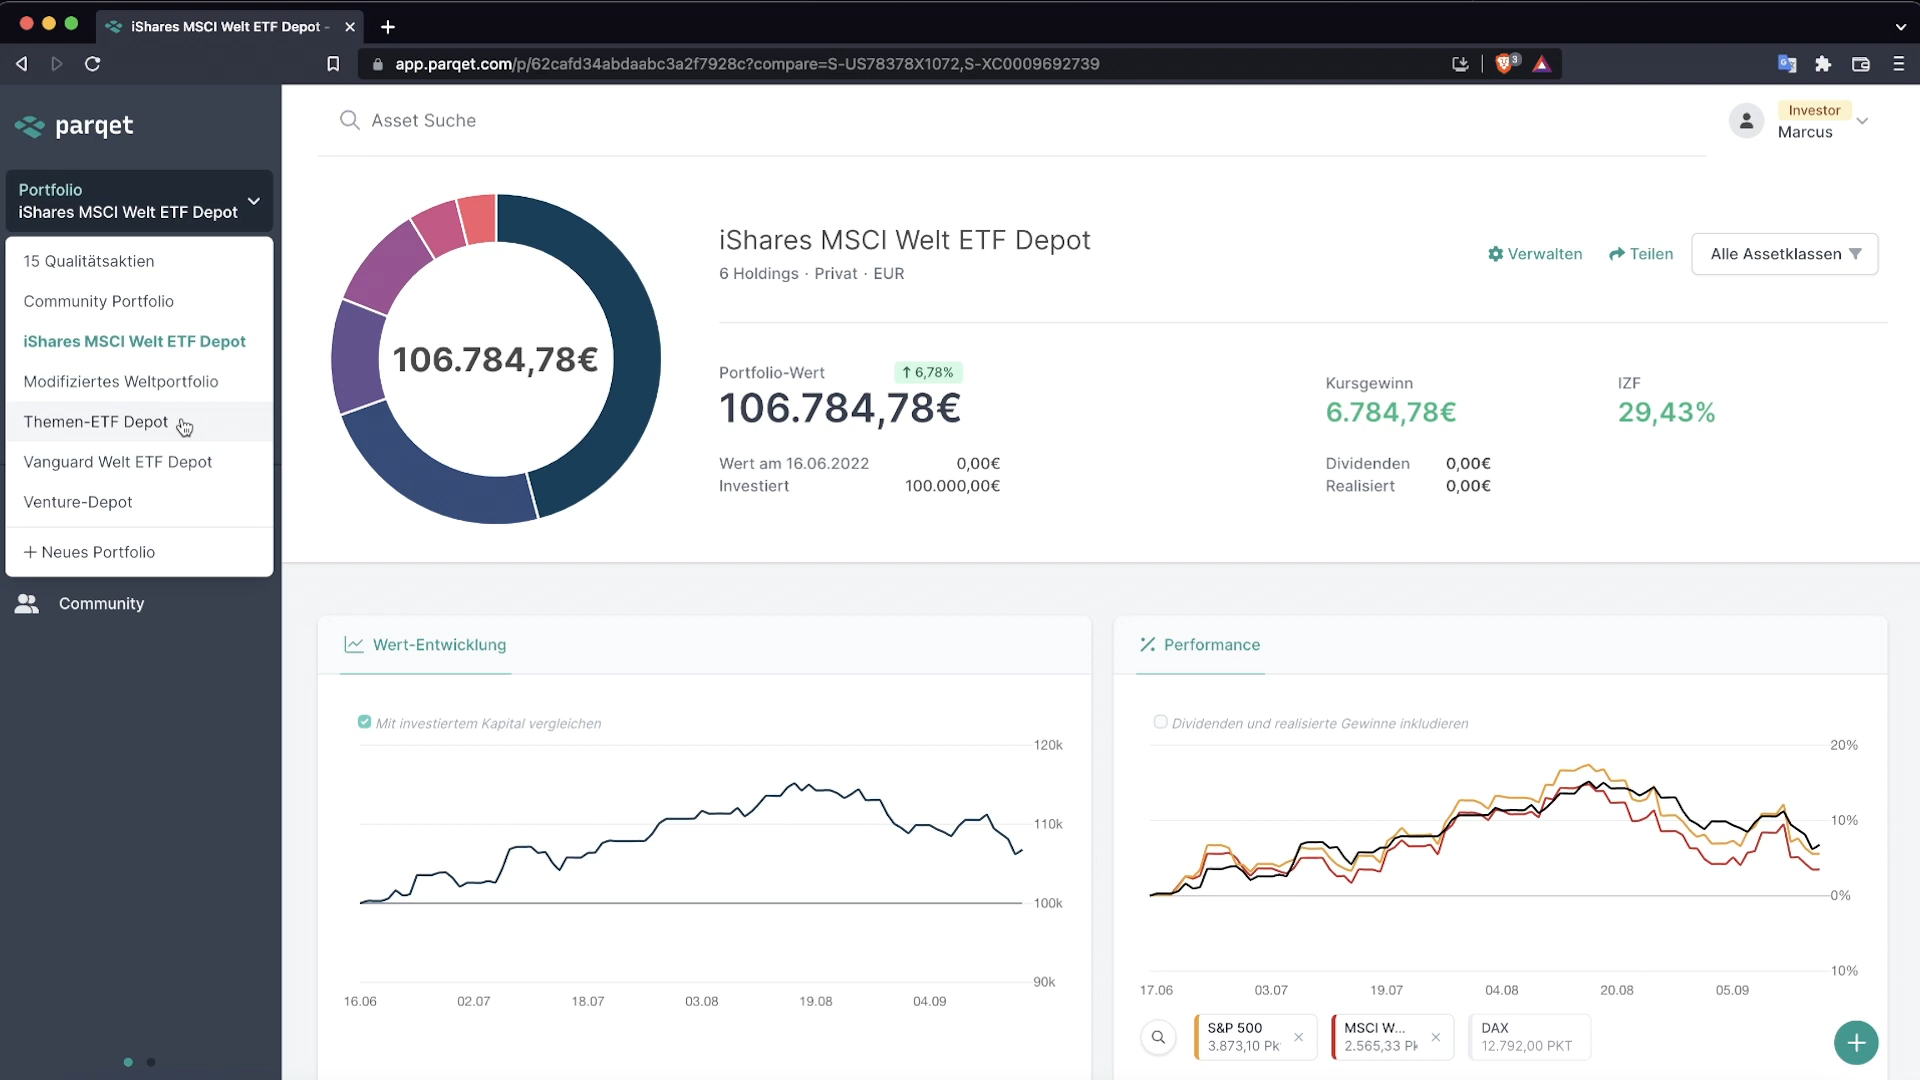 iShares MSCI Welt ETF Depot -
app.parqet.com/p/62cafd34abdaabc3a2f7928c?compare=S-US78378X1072,S-XC0009692739
3
parqet
Asset Suche
Investor
Marcus
Portfolio
iShares MSCI Welt ETF Depot
15 Qualitätsaktien
Community Portfolio
iShares MSCI Welt ETF Depot
Modifiziertes Weltportfolio
Themen-ETF Depot
Vanguard Welt ETF Depot
Venture-Depot
+ Neues Portfolio
Community
106.784,78€
iShares MSCI Welt ETF Depot
6 Holdings · Privat · EUR
Verwalten
Teilen
Alle Assetklassen
Portfolio-Wert
↑ 6,78%
106.784,78€
Wert am 16.06.2022 0,00€
Investiert 100.000,00€
Kursgewinn
6.784,78€
IZF
29,43%
Dividenden 0,00€
Realisiert 0,00€
Wert-Entwicklung
Mit investiertem Kapital vergleichen
120k
110k
100k
90k
16.06 02.07 18.07 03.08 19.08 04.09
Performance
Dividenden und realisierte Gewinne inkludieren
20%
10%
0%
10%
17.06 03.07 19.07 04.08 20.08 05.09
S&P 500
3.873,10 Pk
MSCI W...
2.565,33 Pk
DAX
12.792,00 PKT